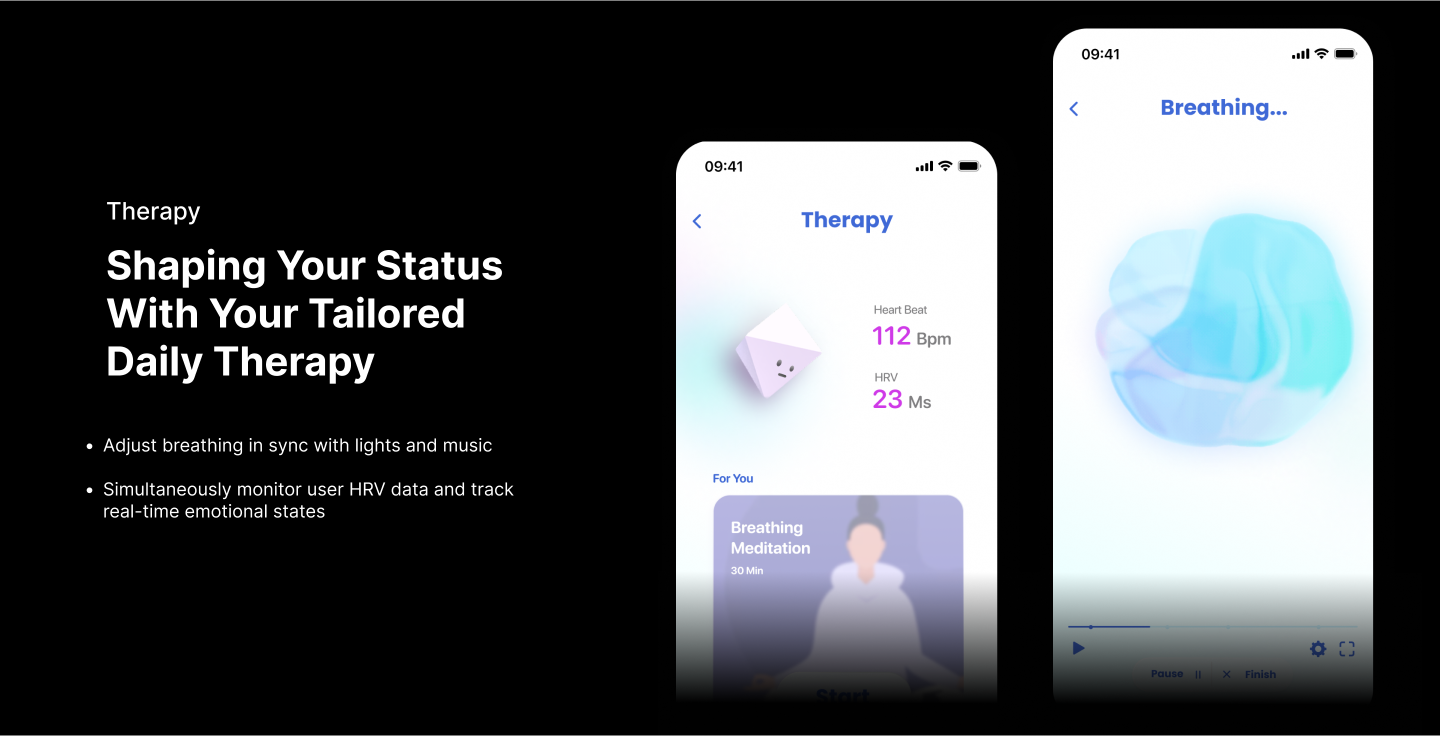 Therapy
Shaping Your Status
With Your Tailored
Daily Therapy
• Adjust breathing in sync with lights and music
• Simultaneously monitor user HRV data and track
real-time emotional states
09:41
Therapy
Heart Beat
112 Bpm
HRV
23 Ms
For You
Breathing
Meditation
30 Min
Start
09:41
Breathing...
Pause
Finish